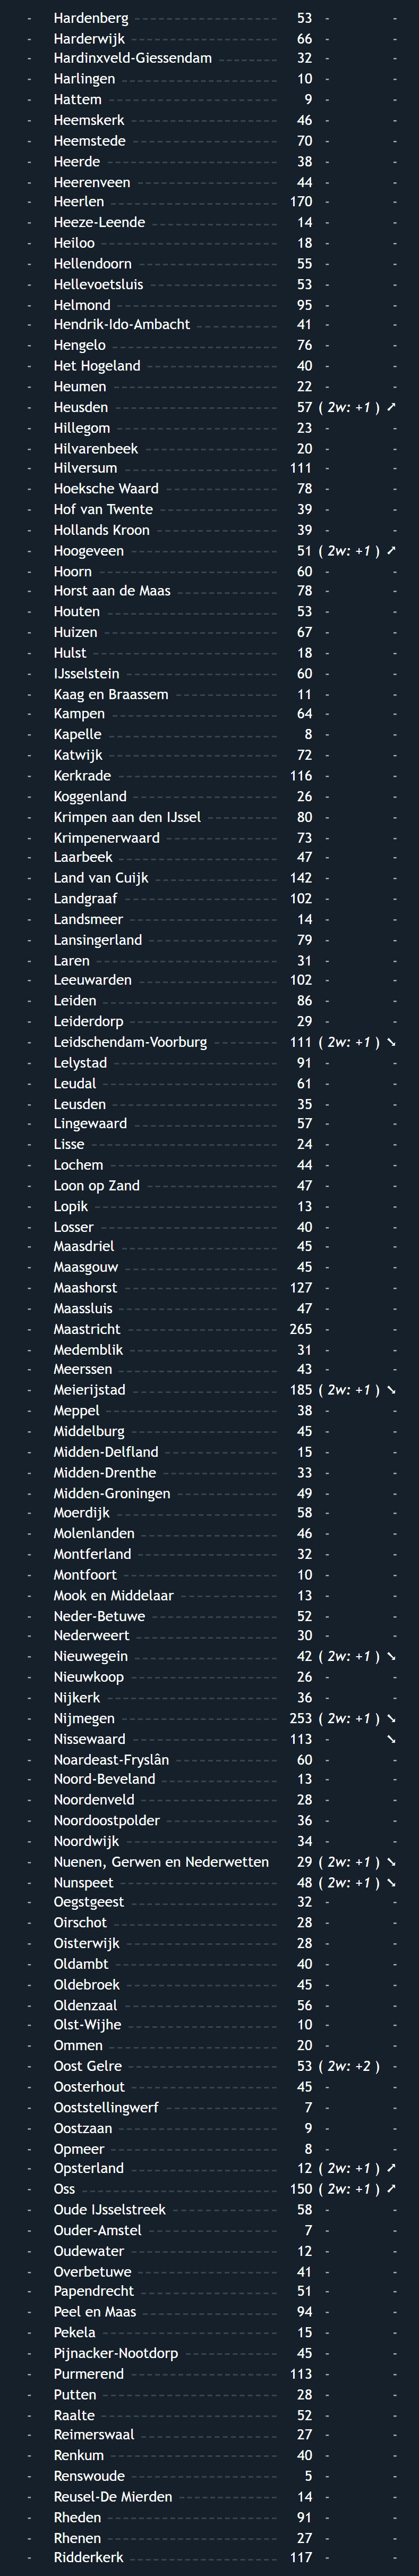 - Hardenberg 53 - -
- Harderwijk 66 - -
- Hardinxveld-Giessendam 32 - -
- Harlingen 10 - -
- Hattem 9 - -
- Heemskerk 46 - -
- Heemstede 70 - -
- Heerde 38 - -
- Heerenveen 44 - -
- Heerlen 170 - -
- Heeze-Leende 14 - -
- Heiloo 18 - -
- Hellendoorn 55 - -
- Hellevoetsluis 53 - -
- Helmond 95 - -
- Hendrik-Ido-Ambacht 41 - -
- Hengelo 76 - -
- Het Hogeland 40 - -
- Heumen 22 - -
- Heusden 57 ( 2w: +1 ) ➚
- Hillegom 23 - -
- Hilvarenbeek 20 - -
- Hilversum 111 - -
- Hoeksche Waard 78 - -
- Hof van Twente 39 - -
- Hollands Kroon 39 - -
- Hoogeveen 51 ( 2w: +1 ) ➚
- Hoorn 60 - -
- Horst aan de Maas 78 - -
- Houten 53 - -
- Huizen 67 - -
- Hulst 18 - -
- IJsselstein 60 - -
- Kaag en Braassem 11 - -
- Kampen 64 - -
- Kapelle 8 - -
- Katwijk 72 - -
- Kerkrade 116 - -
- Koggenland 26 - -
- Krimpen aan den IJssel 80 - -
- Krimpenerwaard 73 - -
- Laarbeek 47 - -
- Land van Cuijk 142 - -
- Landgraaf 102 - -
- Landsmeer 14 - -
- Lansingerland 79 - -
- Laren 31 - -
- Leeuwarden 102 - -
- Leiden 86 - -
- Leiderdorp 29 - -
- Leidschendam-Voorburg 111 ( 2w: +1 ) ➘
- Lelystad 91 - -
- Leudal 61 - -
- Leusden 35 - -
- Lingewaard 57 - -
- Lisse 24 - -
- Lochem 44 - -
- Loon op Zand 47 - -
- Lopik 13 - -
- Losser 40 - -
- Maasdriel 45 - -
- Maasgouw 45 - -
- Maashorst 127 - -
- Maassluis 47 - -
- Maastricht 265 - -
- Medemblik 31 - -
- Meerssen 43 - -
- Meierijstad 185 ( 2w: +1 ) ➘
- Meppel 38 - -
- Middelburg 45 - -
- Midden-Delfland 15 - -
- Midden-Drenthe 33 - -
- Midden-Groningen 49 - -
- Moerdijk 58 - -
- Molenlanden 46 - -
- Montferland 32 - -
- Montfoort 10 - -
- Mook en Middelaar 13 - -
- Neder-Betuwe 52 - -
- Nederweert 30 - -
- Nieuwegein 42 ( 2w: +1 ) ➘
- Nieuwkoop 26 - -
- Nijkerk 36 - -
- Nijmegen 253 ( 2w: +1 ) ➘
- Nissewaard 113 - ➘
- Noardeast-Fryslân 60 - -
- Noord-Beveland 13 - -
- Noordenveld 28 - -
- Noordoostpolder 36 - -
- Noordwijk 34 - -
- Nuenen, Gerwen en Nederwetten 29 ( 2w: +1 ) ➘
- Nunspeet 48 ( 2w: +1 ) ➘
- Oegstgeest 32 - -
- Oirschot 28 - -
- Oisterwijk 28 - -
- Oldambt 40 - -
- Oldebroek 45 - -
- Oldenzaal 56 - -
- Olst-Wijhe 10 - -
- Ommen 20 - -
- Oost Gelre 53 ( 2w: +2 ) -
- Oosterhout 45 - -
- Ooststellingwerf 7 - -
- Oostzaan 9 - -
- Opmeer 8 - -
- Opsterland 12 ( 2w: +1 ) ➚
- Oss 150 ( 2w: +1 ) ➚
- Oude IJsselstreek 58 - -
- Ouder-Amstel 7 - -
- Oudewater 12 - -
- Overbetuwe 41 - -
- Papendrecht 51 - -
- Peel en Maas 94 - -
- Pekela 15 - -
- Pijnacker-Nootdorp 45 - -
- Purmerend 113 - -
- Putten 28 - -
- Raalte 52 - -
- Reimerswaal 27 - -
- Renkum 40 - -
- Renswoude 5 - -
- Reusel-De Mierden 14 - -
- Rheden 91 - -
- Rhenen 27 - -
- Ridderkerk 117 - -